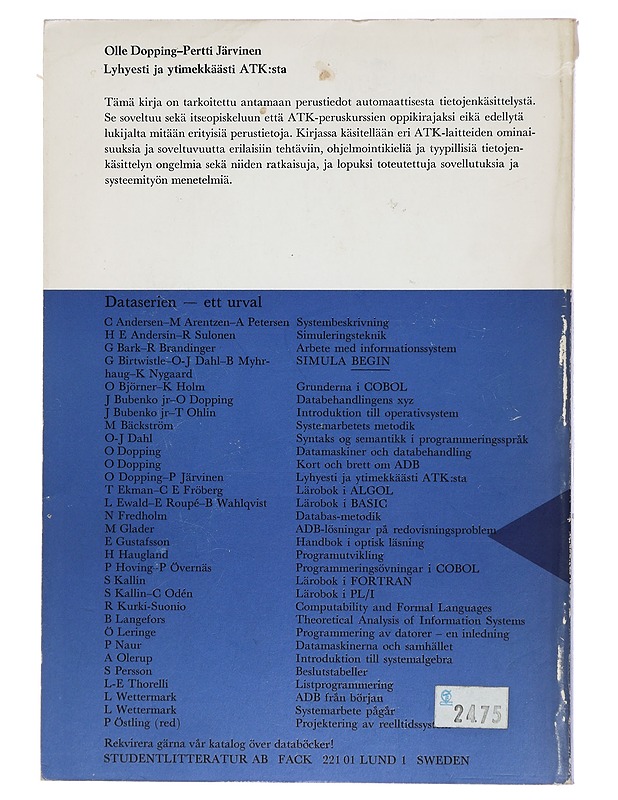 Olle Dopping–Pertti Järvinen
Lyhyesti ja ytimekkäästi ATK:sta
Tämä kirja on tarkoitettu antamaan perustiedot automaattisesta tietojenkäsittelystä.
Se soveltuu sekä itseopiskeluun että ATK-peruskurssien oppikirjaksi eikä edellytä
lukijalta mitään erityisiä perustietoja. Kirjassa käsitellään eri ATK-laitteiden ominai-
suuksia ja soveltuvuutta erilaisiin tehtäviin, ohjelmointikieliä ja tyypillisiä tietojen-
käsittelyn ongelmia sekä niiden ratkaisuja, ja lopuksi toteutettuja sovellutuksia ja
systeemityön menetelmiä.
Dataserien — ett urval
C Andersen–M Arentzen–A Petersen Systembeskrivning
H E Andersin–R Sulonen Simuleringsteknik
G Bark–R Brandinger Arbete med informationssystem
G Birtwistle–O-J Dahl–B Myhr- SIMULA BEGIN
haug–K Nygaard
O Björner–K Holm Grunderna i COBOL
J Bubenko jr–O Dopping Databehandlingens xyz
J Bubenko jr–T Ohlin Introduktion till operativsystem
M Bäckström Systemarbetets metodik
O-J Dahl Syntaks og semantikk i programmeringsspråk
O Dopping Datamaskiner och databehandling
O Dopping Kort och brett om ADB
O Dopping–P Järvinen Lyhyesti ja ytimekkäästi ATK:sta
T Ekman–C E Fröberg Lärobok i ALGOL
L Ewald–E Roupé–B Wahlqvist Lärobok i BASIC
N Fredholm Databas-metodik
M Glader ADB-lösningar på redovisningsproblem
E Gustafsson Handbok i optisk läsning
H Haugland Programutvikling
P Hoving–P Övernäs Programmeringsövningar i COBOL
S Kallin Lärobok i FORTRAN
S Kallin–C Odén Lärobok i PL/I
R Kurki-Suonio Computability and Formal Languages
B Langefors Theoretical Analysis of Information Systems
Ö Leringe Programmering av datorer – en inledning
P Naur Datamaskinerna och samhället
A Olerup Introduktion till systemalgebra
S Persson Beslutstabeller
L-E Thorelli Listprogrammering
L Wettermark ADB från början
L Wettermark Systemarbete pågår
P Östling (red) Projektering av reelltidssyst
2475
Rekvirera gärna vår katalog över databöcker!
STUDENTLITTERATUR AB FACK 221 01 LUND 1 SWEDEN